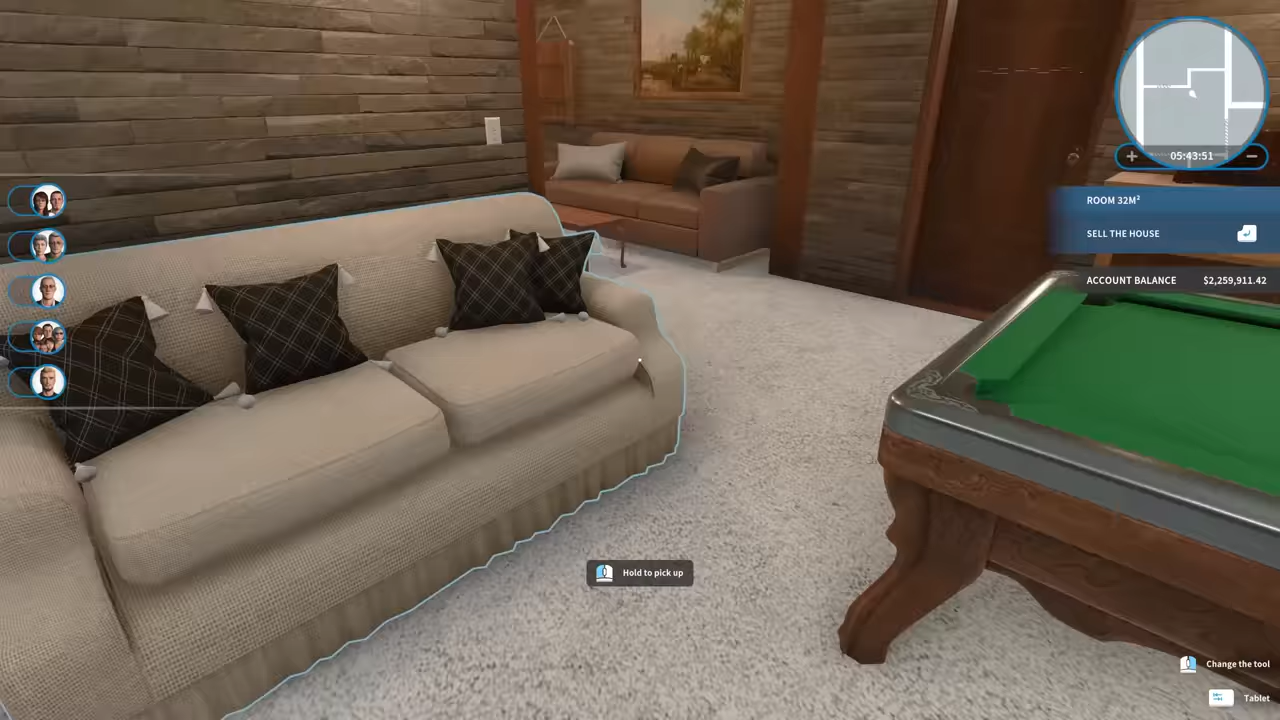 05:43:51
ROOM 32M²
SELL THE HOUSE
ACCOUNT BALANCE $2,259,911.42
Hold to pick up
Change the tool
Tablet